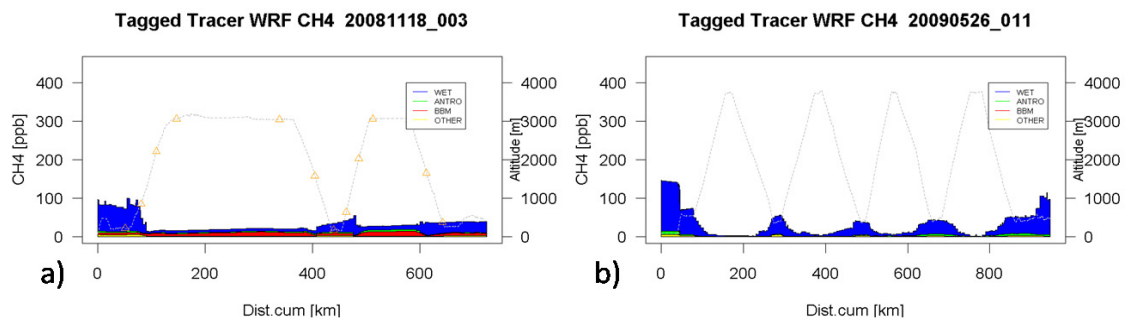 Tagged Tracer WRF CH4 20081118_003
CH4 [ppb]
400
300
200
100
0
WET
ANTRO
BBM
OTHER
4000
3000
2000
1000
0
Altitude [m]
a)
0 200 400 600
Dist.cum [km]
Tagged Tracer WRF CH4 20090526_011
CH4 [ppb]
400
300
200
100
0
WET
ANTRO
BBM
OTHER
4000
3000
2000
1000
0
Altitude [m]
b)
0 200 400 600 800
Dist.cum [km]